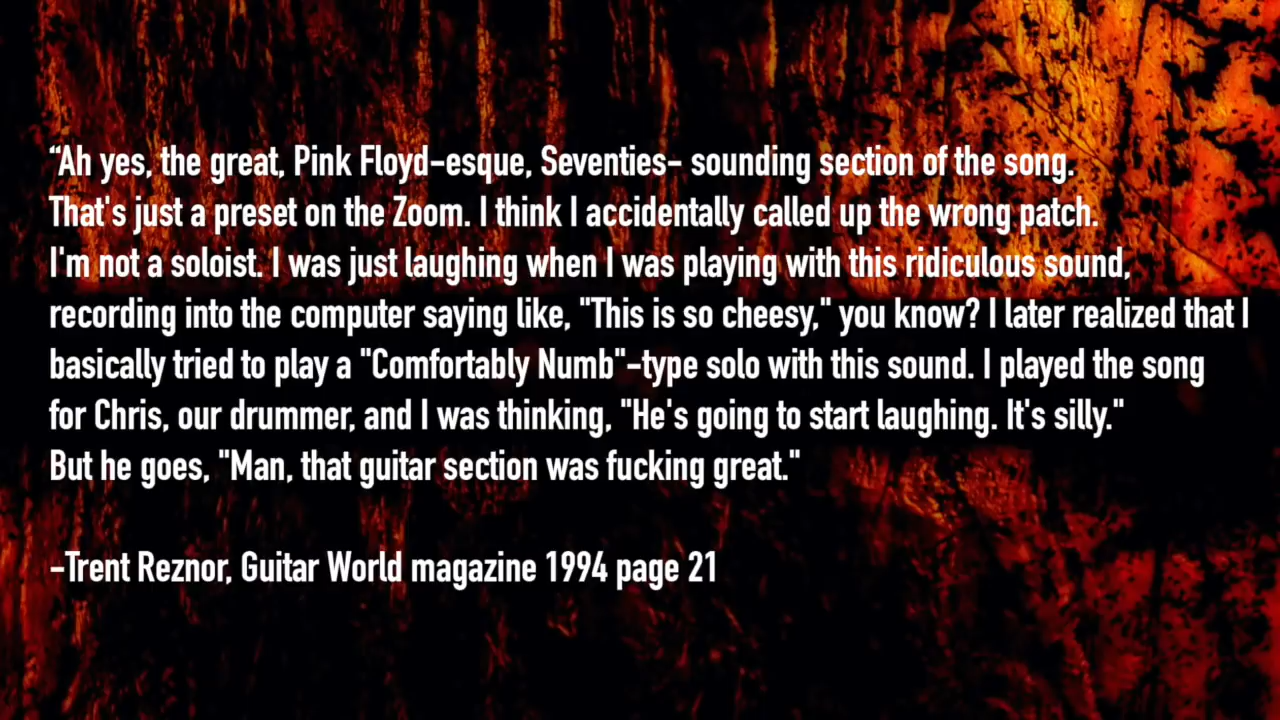 “Ah yes, the great, Pink Floyd-esque, Seventies- sounding section of the song.
That's just a preset on the Zoom. I think I accidentally called up the wrong patch.
I'm not a soloist. I was just laughing when I was playing with this ridiculous sound,
recording into the computer saying like, "This is so cheesy," you know? I later realized that I
basically tried to play a "Comfortably Numb"-type solo with this sound. I played the song
for Chris, our drummer, and I was thinking, "He's going to start laughing. It's silly."
But he goes, "Man, that guitar section was fucking great."
-Trent Reznor, Guitar World magazine 1994 page 21